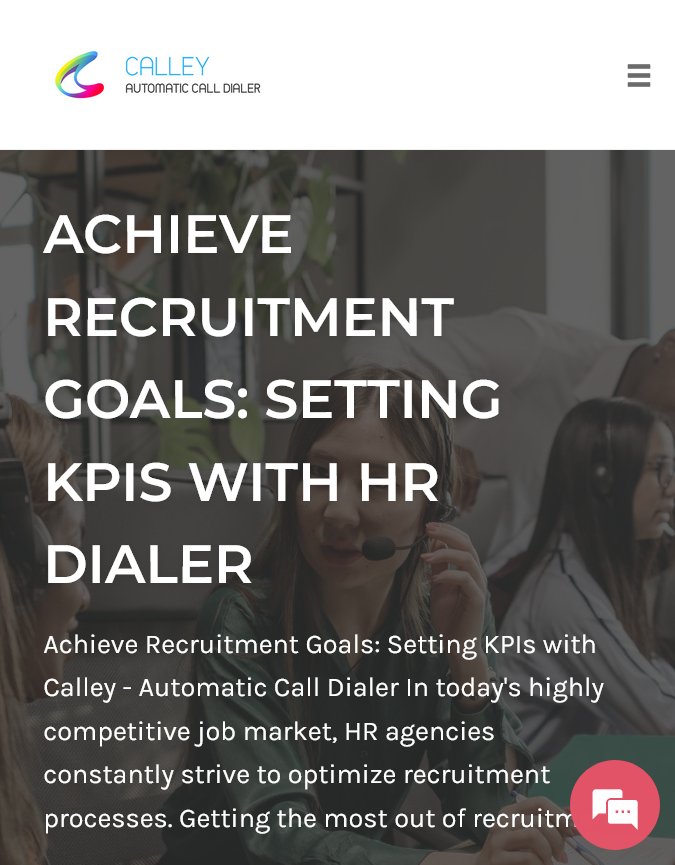 CALLEY
AUTOMATIC CALL DIALER
ACHIEVE
RECRUITMENT
GOALS: SETTING
KPIS WITH HR
DIALER
Achieve Recruitment Goals: Setting KPIs with
Calley - Automatic Call Dialer In today's highly
competitive job market, HR agencies
constantly strive to optimize recruitment
processes. Getting the most out of